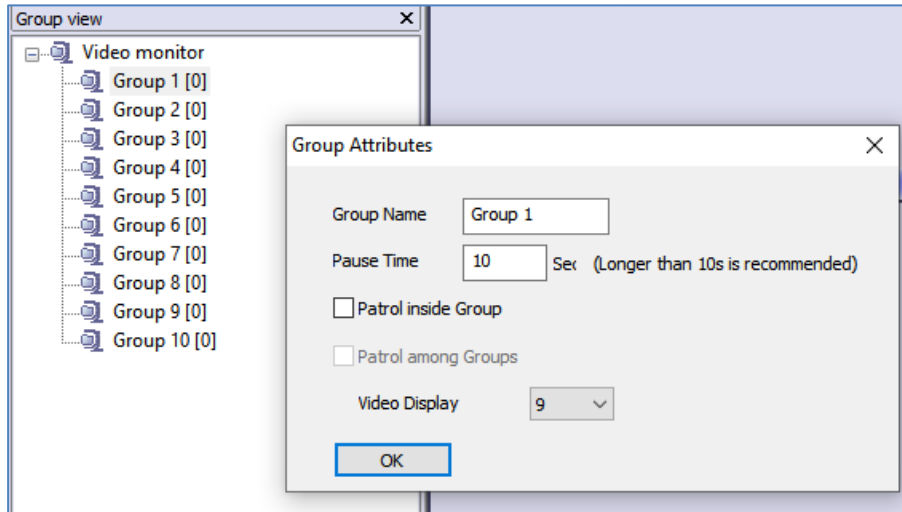 Group view
Video monitor
Group 1 [0]
Group 2 [0]
Group 3 [0]
Group 4 [0]
Group 5 [0]
Group 6 [0]
Group 7 [0]
Group 8 [0]
Group 9 [0]
Group 10 [0]
Group Attributes
Group Name Group 1
Pause Time 10 Sec (Longer than 10s is recommended)
Patrol inside Group
Patrol among Groups
Video Display 9
OK